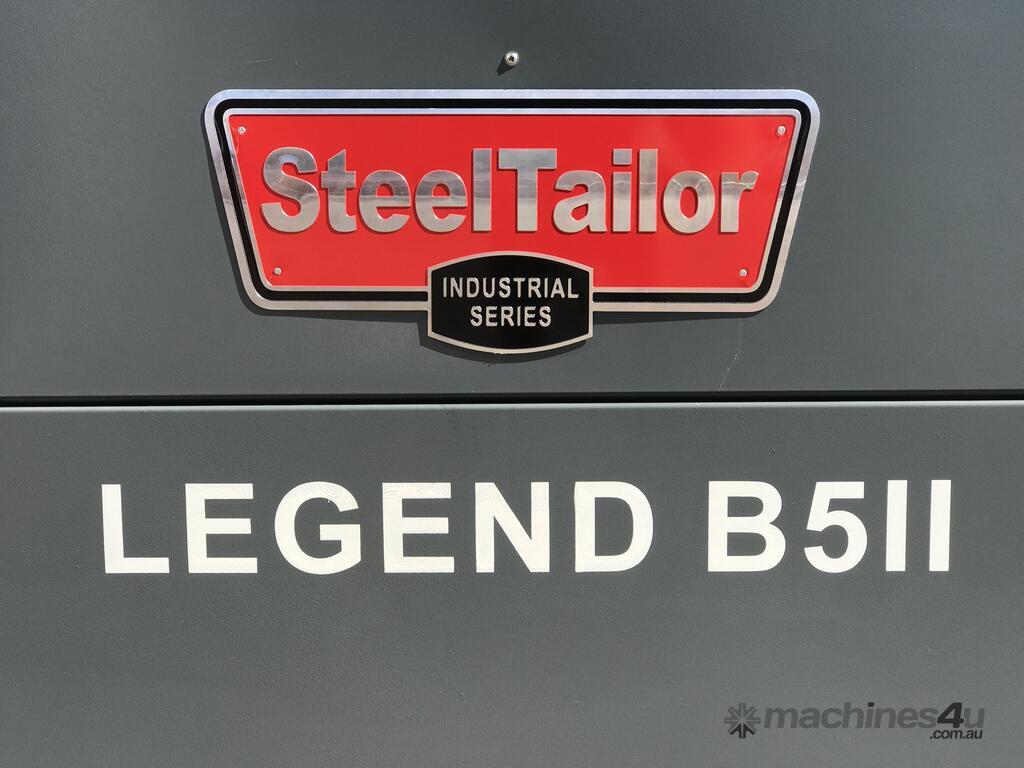 SteelTailor
INDUSTRIAL
SERIES
LEGEND B5II
machines4u
.com.au